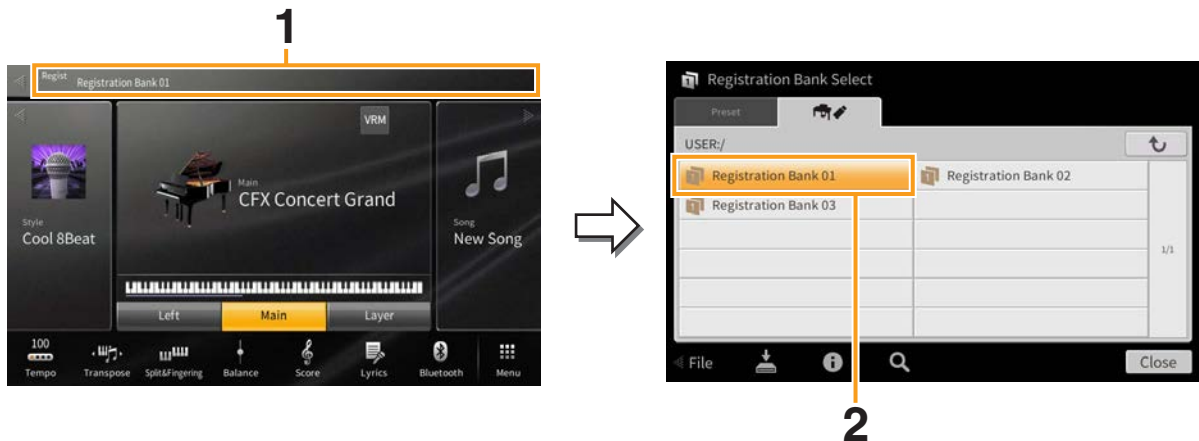 1
Regist Registration Bank 01
VRM
Main
CFX Concert Grand
Style
Cool 8Beat
Song
New Song
Left Main Layer
100
Tempo Transpose Split&Fingering Balance Score Lyrics Bluetooth Menu
Registration Bank Select
Preset
USER:/
Registration Bank 01 Registration Bank 02
Registration Bank 03
1/1
File Close
2